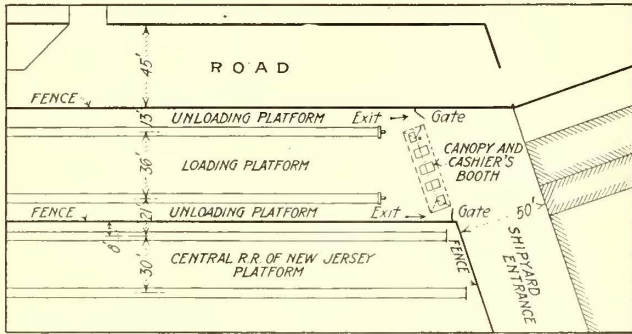 ROAD
45'
FENCE
13'
UNLOADING PLATFORM
Exit
Gate
36'
LOADING PLATFORM
CANOPY AND
CASHIER'S
BOOTH
FENCE
21'
UNLOADING PLATFORM
Exit
Gate
50'
8'
30'
CENTRAL R.R. OF NEW JERSEY
PLATFORM
FENCE
SHIPYARD
ENTRANCE